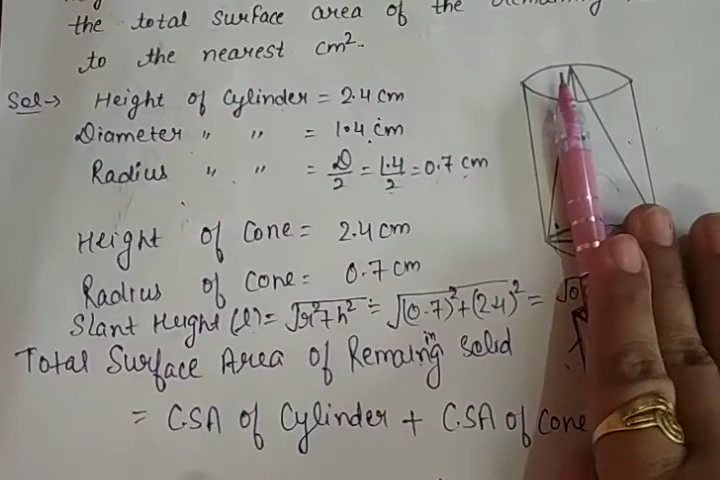 the total surface area of the
to the nearest cm².
Sol→ Height of Cylinder = 2.4 cm
Diameter " " = 1.4 cm
Radius " " = D/2 = 1.4/2 = 0.7 cm
Height of Cone = 2.4 cm
Radius of Cone = 0.7 cm
Slant Height (l) = √r²+h² = √(0.7)²+(2.4)² = √0
Total Surface Area of Remaing in Solid
= CSA of Cylinder + CSA of Cone